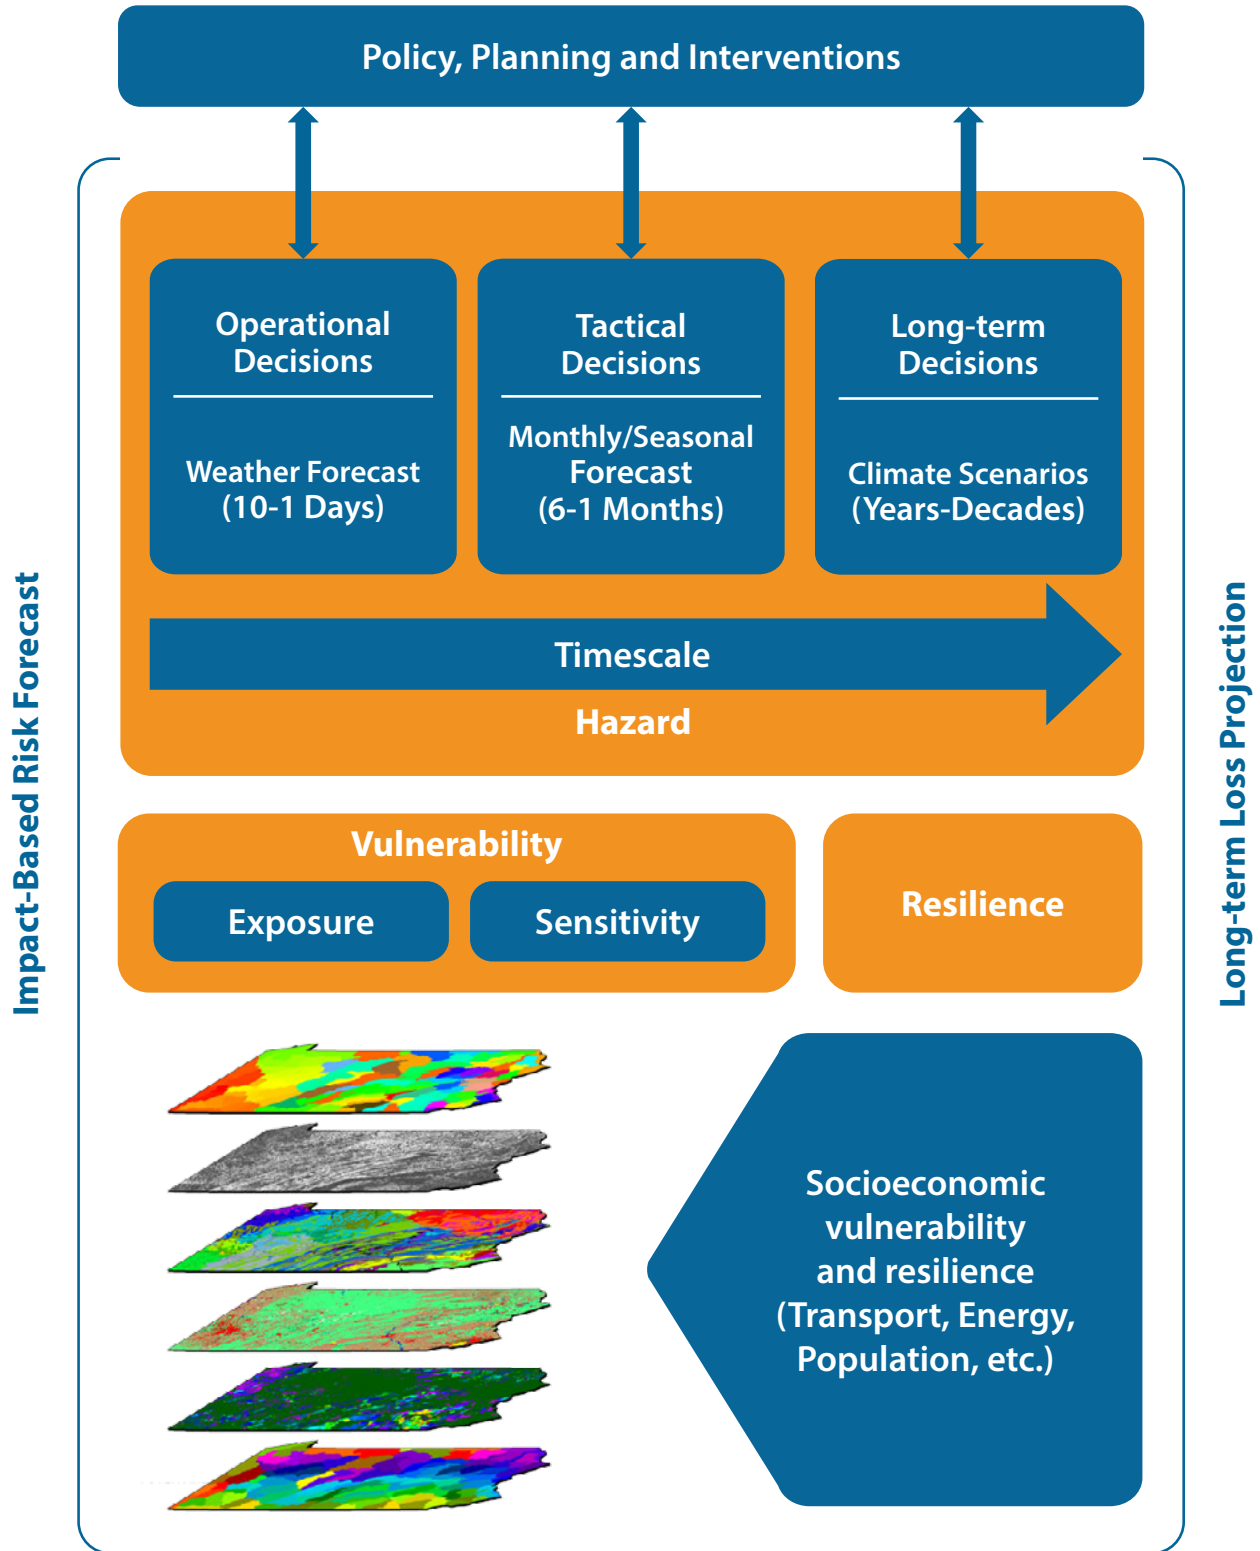 Policy, Planning and Interventions
Operational
Decisions
Weather Forecast
(10-1 Days)
Tactical
Decisions
Monthly/Seasonal
Forecast
(6-1 Months)
Long-term
Decisions
Climate Scenarios
(Years-Decades)
Timescale
Hazard
Impact-Based Risk Forecast
Long-term Loss Projection
Vulnerability
Exposure
Sensitivity
Resilience
Socioeconomic
vulnerability
and resilience
(Transport, Energy,
Population, etc.)